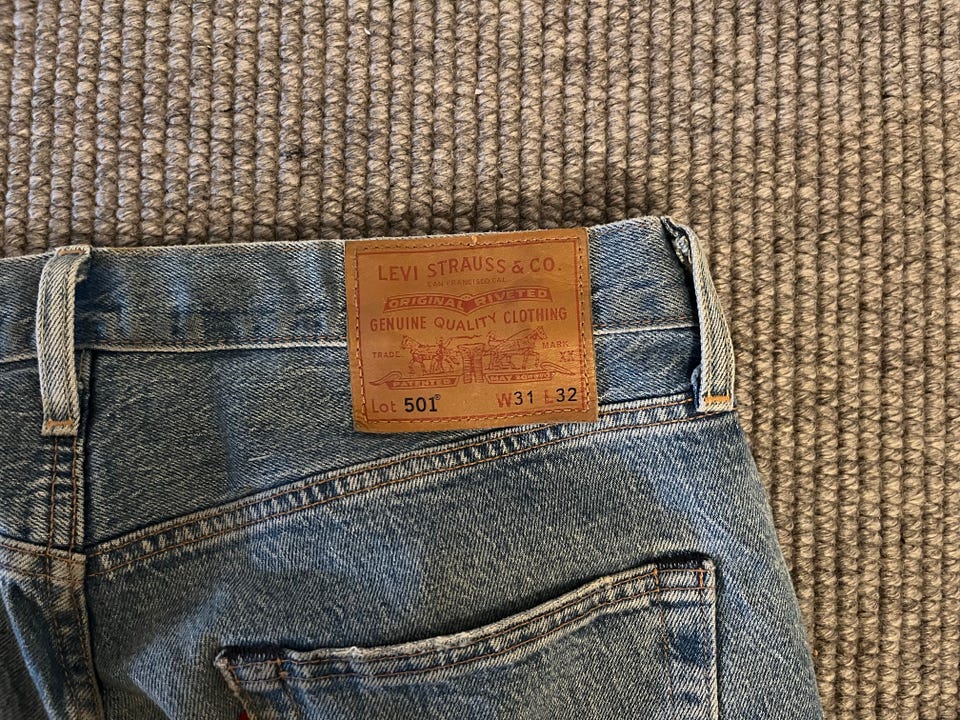 LEVI STRAUSS & CO.
SAN FRANCISCO CAL.
ORIGINAL RIVETED
GENUINE QUALITY CLOTHING
TRADE MARK
XX
PATENTED MAY
Lot 501® W31 L32